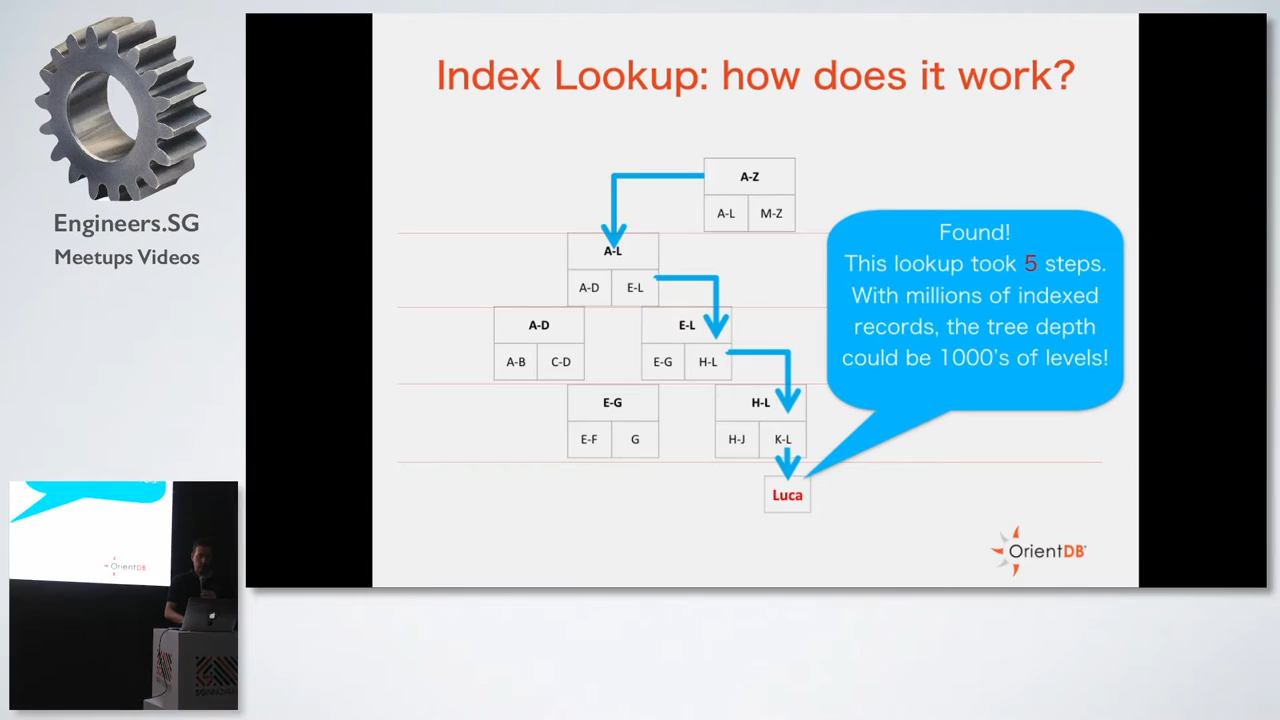 Engineers.SG
Meetups Videos
Index Lookup: how does it work?
A-Z
A-L M-Z
A-L
A-D E-L
A-D E-L
A-B C-D E-G H-L
E-G H-L
E-F G H-J K-L
Luca
Found!
This lookup took 5 steps.
With millions of indexed
records, the tree depth
could be 1000's of levels!
OrientDB
OrientDB